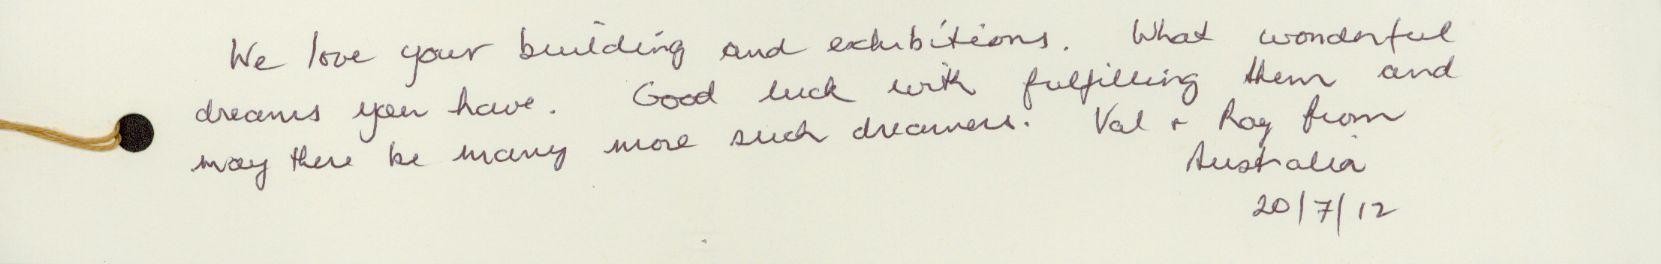 We love your building and exhibitions. What wonderful
dreams you have. Good luck with fulfilling them and
may there be many more such dreamers. Val + Roy from
Australia
20/7/12